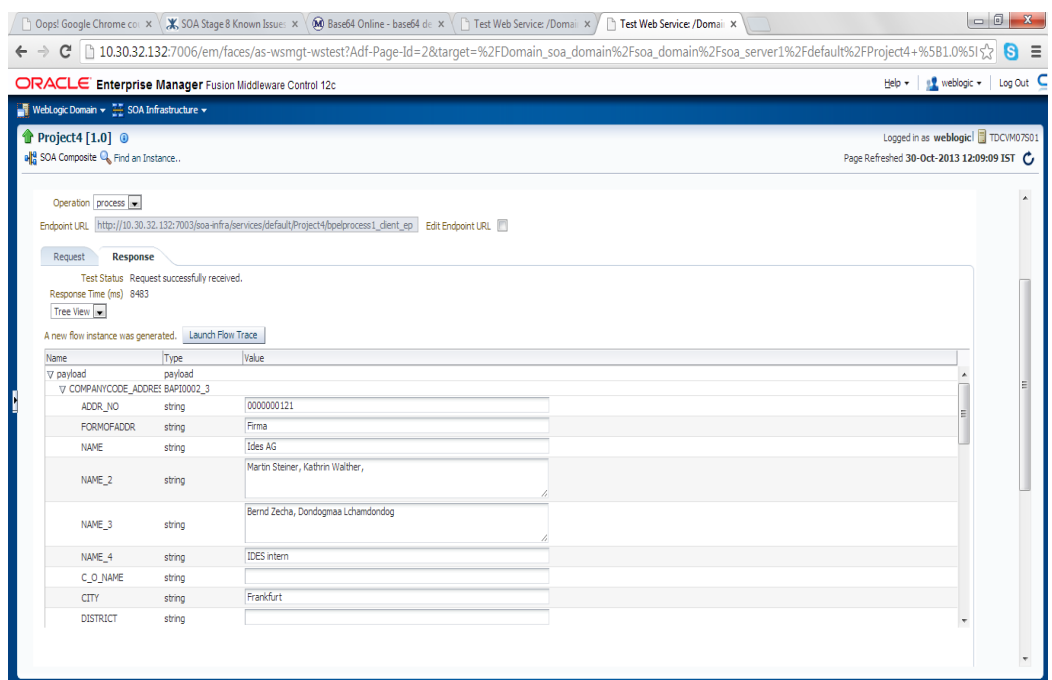 Oops! Google Chrome co
SOA Stage 8 Known Issue
Base64 Online - base64 de
Test Web Service: /Domai
Test Web Service: /Domai
10.30.32.132:7006/em/faces/as-wsmgt-wstest?Adf-Page-Id=2&target=%2FDomain_soa_domain%2Fsoa_domain%2Fsoa_server1%2Fdefault%2FProject4+%5B1.0%5
ORACLE Enterprise Manager Fusion Middleware Control 12c
Help weblogic Log Out
WebLogic Domain SOA Infrastructure
Project4 [1.0]
Logged in as weblogic TDCVM07S01
SOA Composite Find an Instance..
Page Refreshed 30-Oct-2013 12:09:09 IST
Operation process
Endpoint URL http://10.30.32.132:7003/soa-infra/services/default/Project4/bpelprocess1_client_ep Edit Endpoint URL
Request Response
Test Status Request successfully received.
Response Time (ms) 8483
Tree View
A new flow instance was generated. Launch Flow Trace
Name Type Value
payload payload
COMPANYCODE_ADDRES BAPI0002_3
ADDR_NO string 0000000121
FORMOFADDR string Firma
NAME string Ides AG
NAME_2 string Martin Steiner, Kathrin Walther,
NAME_3 string Bernd Zecha, Dondogmaa Lchamdondog
NAME_4 string IDES intern
C_O_NAME string
CITY string Frankfurt
DISTRICT string